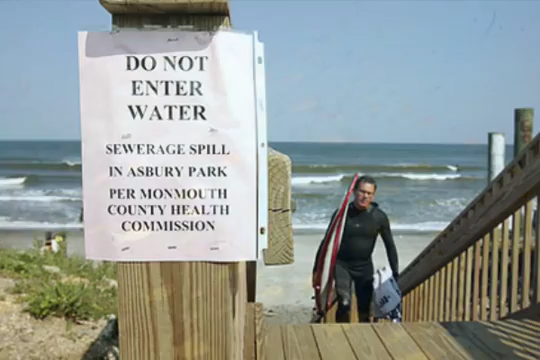 DO NOT
ENTER
WATER
SEWERAGE SPILL
IN ASBURY PARK
PER MONMOUTH
COUNTY HEALTH
COMMISSION